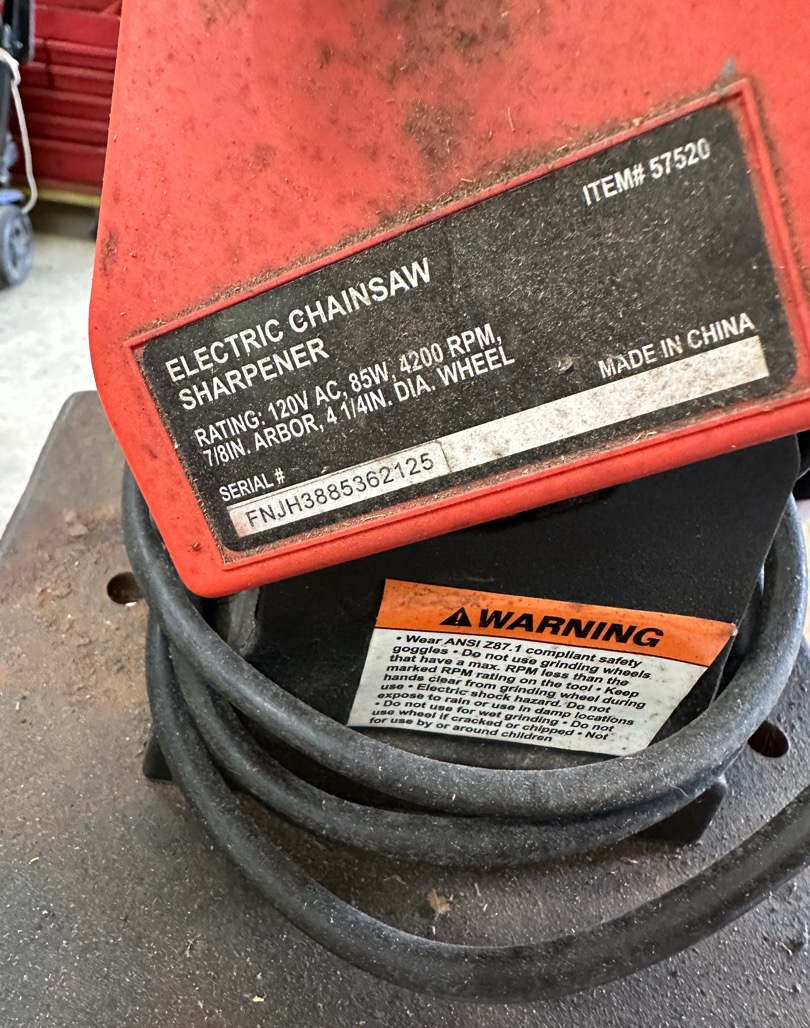 ITEM# 57520
ELECTRIC CHAINSAW
SHARPENER
RATING: 120V AC, 85W, 4200 RPM,
7/8IN. ARBOR, 4 1/4IN. DIA. WHEEL
MADE IN CHINA
SERIAL #
FNJH3885362125
WARNING
• Wear ANSI Z87.1 compliant safety
goggles • Do not use grinding wheels
that have a max. RPM less than the
marked RPM rating on the tool • Keep
hands clear from grinding wheel during
use • Electric shock hazard. Do not
expose to rain or use in damp locations
• Do not use for wet grinding • Do not
use wheel if cracked or chipped • Not
for use by or around children